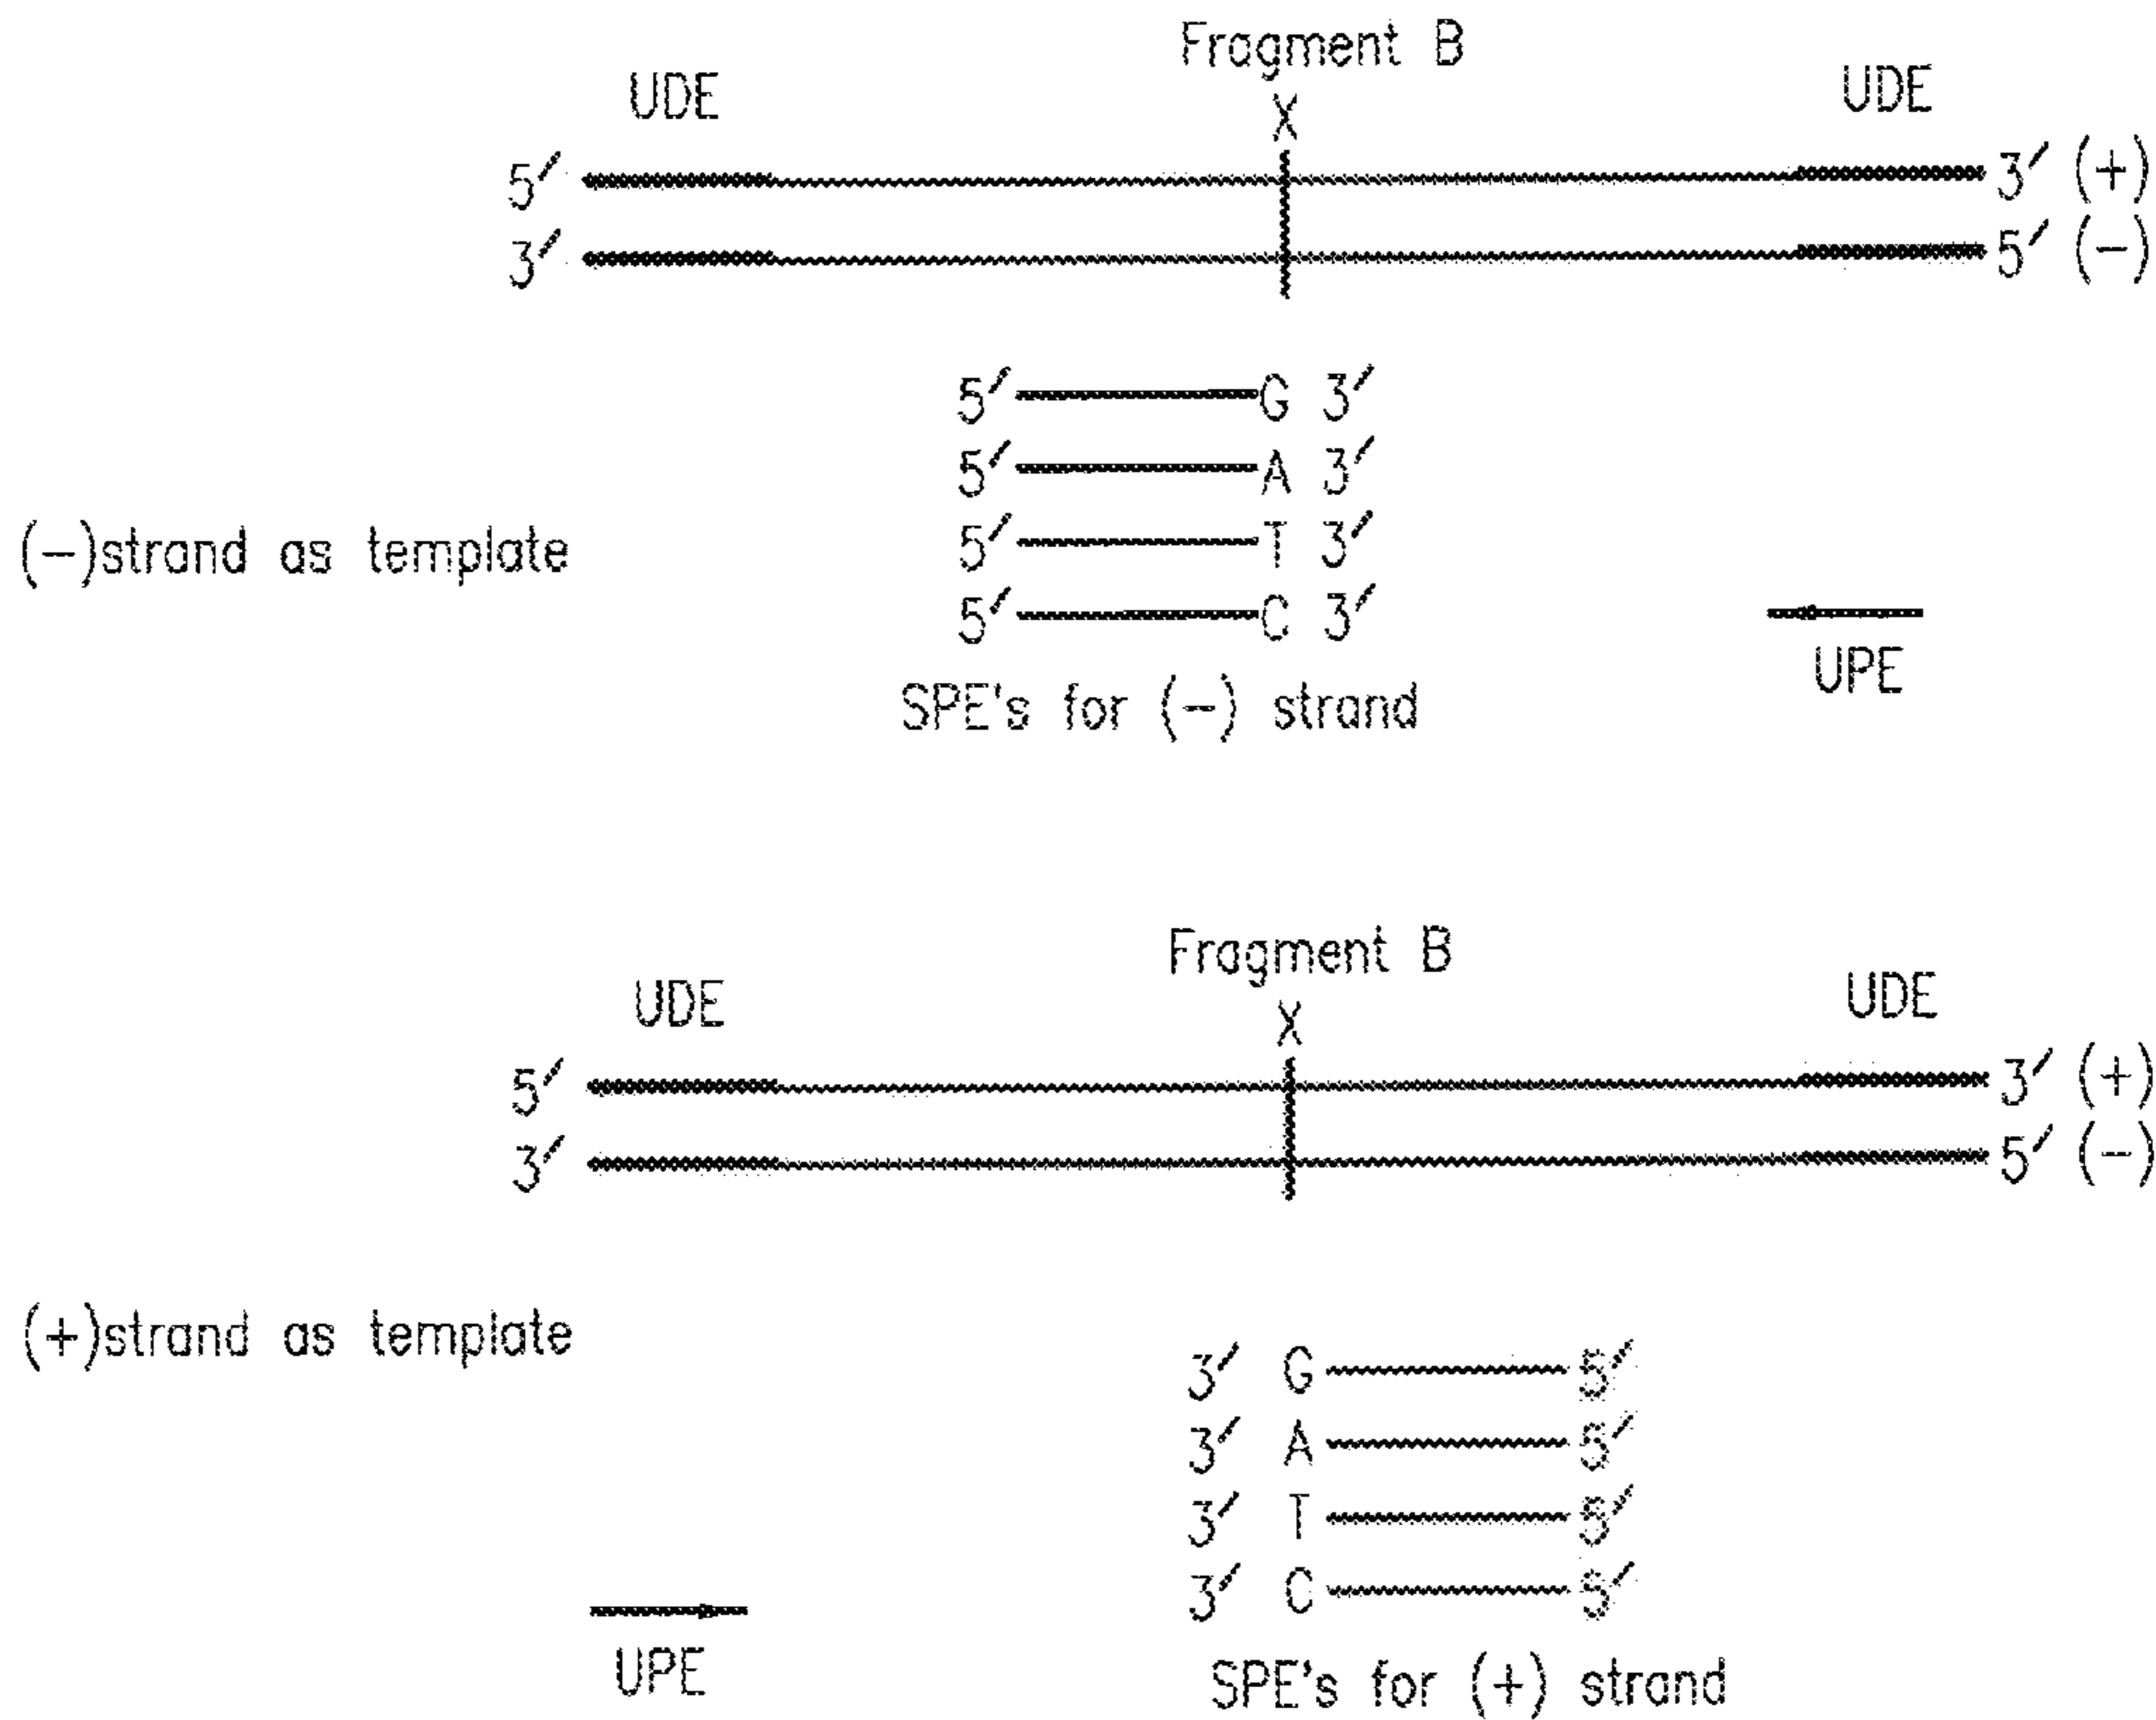 Fragment B
UDE X UDE
5′ 3′ (+)
3′ 5′ (−)
5′ G 3′
5′ A 3′
(−)strand as template 5′ T 3′
5′ C 3′
UPE
SPE's for (−) strand
Fragment B
UDE X UDE
5′ 3′ (+)
3′ 5′ (−)
(+)strand as template
3′ G 5′
3′ A 5′
3′ T 5′
3′ C 5′
UPE
SPE's for (+) strand